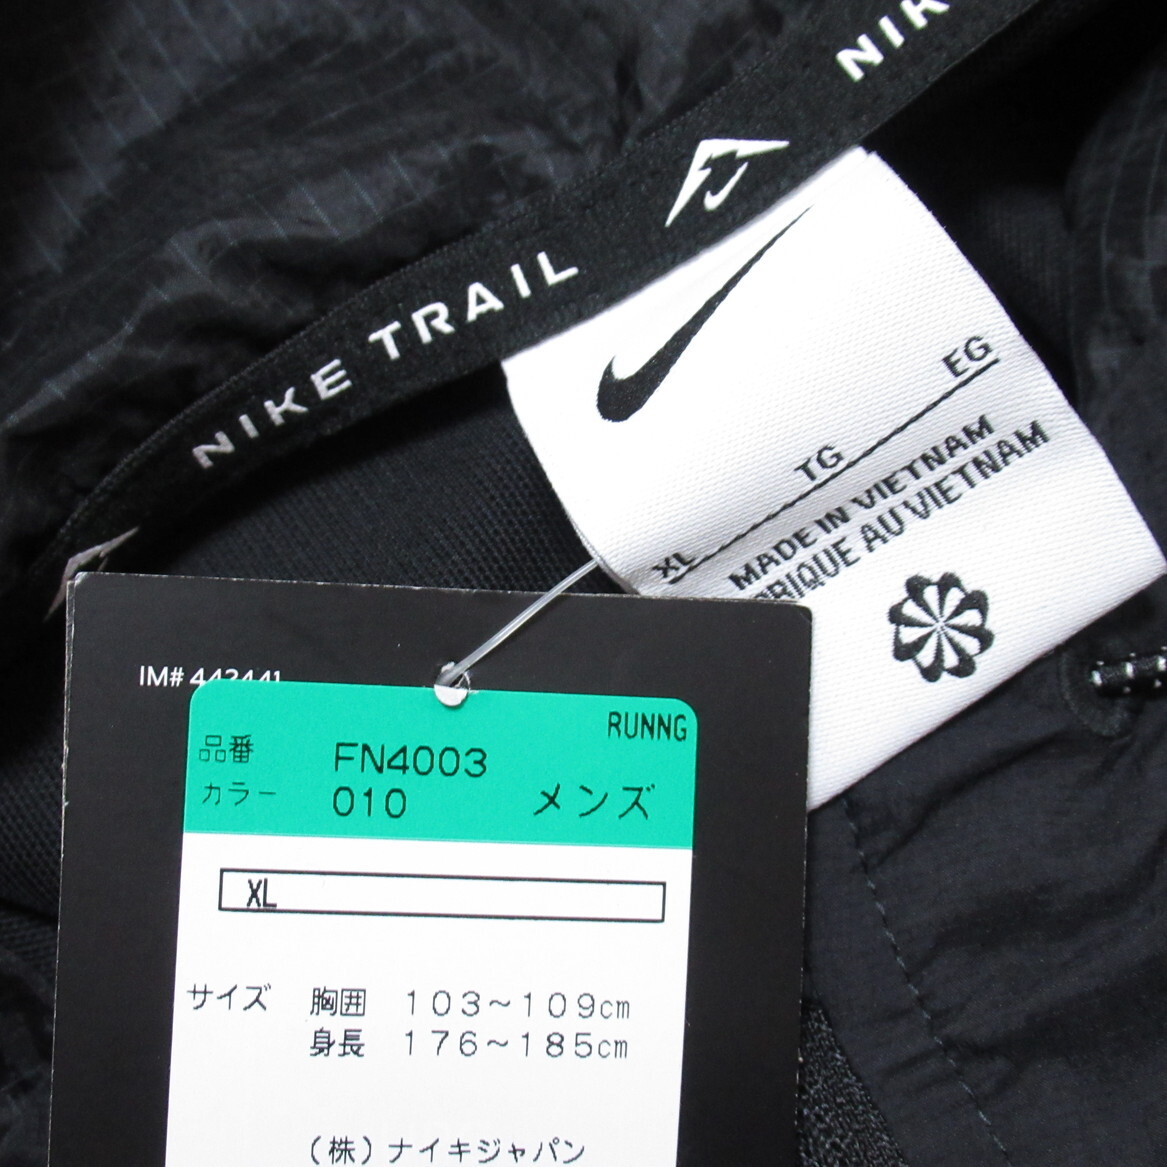 NIK
NIKE TRAIL
EG
TG
XL
MADE IN VIETNAM
BRIQUE AU VIETNAM
IM# 442441
RUNNG
品番 FN4003
カラー 010 メンズ
XL
サイズ 胸囲 103~109cm
身長 176~185cm
(株)ナイキジャパン